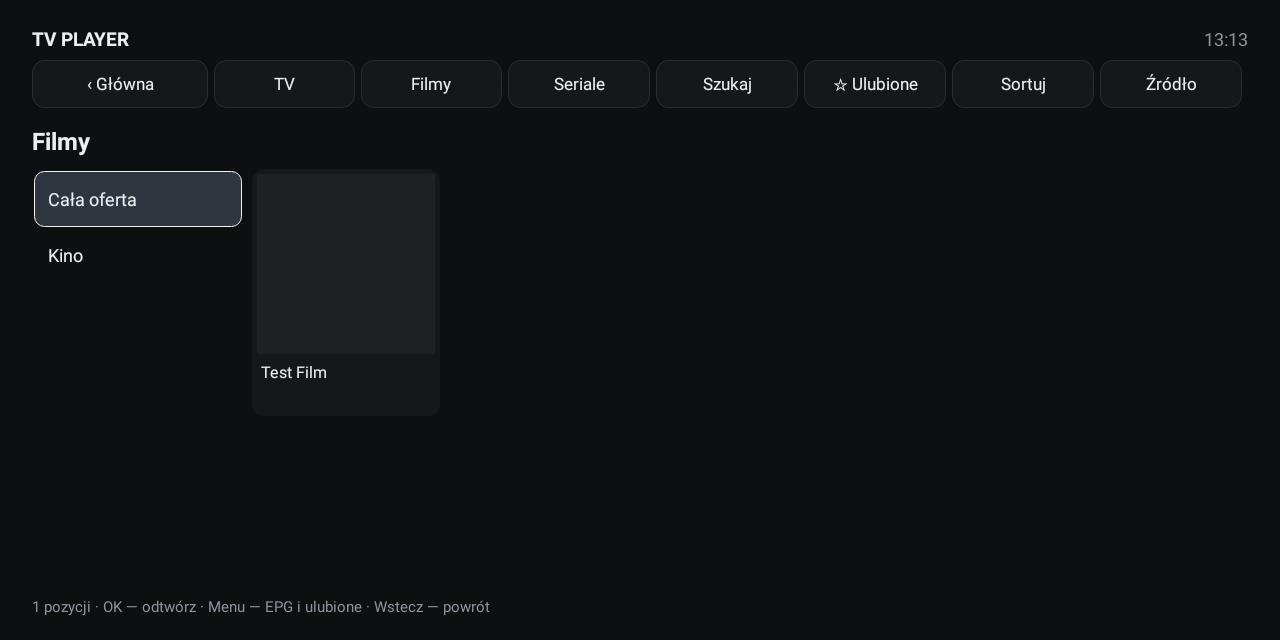 TV PLAYER
13:13
‹ Główna
TV
Filmy
Seriale
Szukaj
☆ Ulubione
Sortuj
Źródło
Filmy
Cała oferta
Kino
Test Film
1 pozycji · OK — odtwórz · Menu — EPG i ulubione · Wstecz — powrót